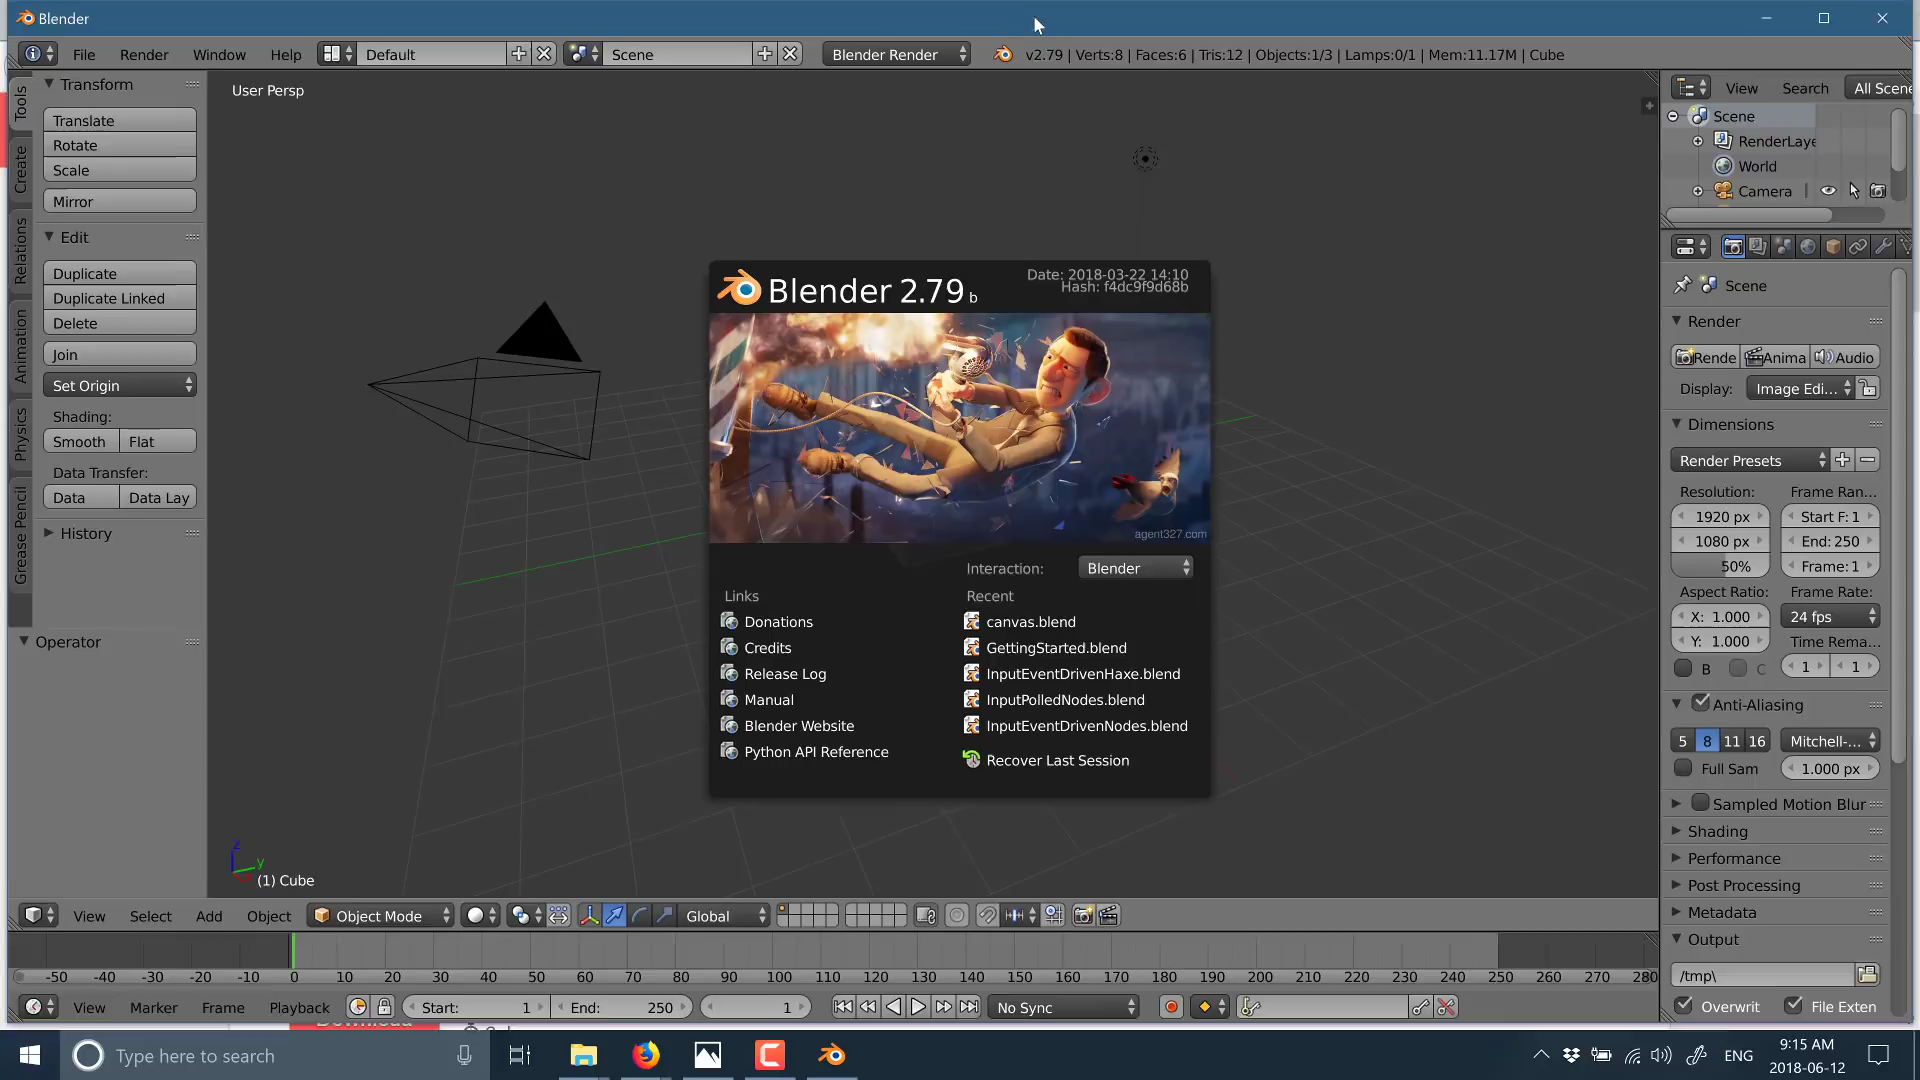 Blender
File Render Window Help Default Scene Blender Render v2.79 | Verts:8 | Faces:6 | Tris:12 | Objects:1/3 | Lamps:0/1 | Mem:11.17M | Cube
Tools
Create
Relations
Animation
Physics
Grease Pencil
Transform
Translate
Rotate
Scale
Mirror
Edit
Duplicate
Duplicate Linked
Delete
Join
Set Origin
Shading:
Smooth Flat
Data Transfer:
Data Data Lay
History
Operator
User Persp
Blender 2.79 b
Date: 2018-03-22 14:10
Hash: f4dc9f9d68b
agent327.com
Interaction: Blender
Links
Donations
Credits
Release Log
Manual
Blender Website
Python API Reference
Recent
canvas.blend
GettingStarted.blend
InputEventDrivenHaxe.blend
InputPolledNodes.blend
InputEventDrivenNodes.blend
Recover Last Session
z
y
(1) Cube
View Search All Scene
Scene
RenderLaye
World
Camera
Scene
Render
Rende Anima Audio
Display: Image Edi...
Dimensions
Render Presets
Resolution: Frame Ran...
1920 px Start F: 1
1080 px End: 250
50% Frame: 1
Aspect Ratio: Frame Rate:
X: 1.000 24 fps
Y: 1.000 Time Rema...
B C 1 1
Anti-Aliasing
5 8 11 16 Mitchell-...
Full Sam 1.000 px
Sampled Motion Blur
Shading
Performance
Post Processing
Metadata
Output
/tmp\
Overwrit File Exten
View Select Add Object Object Mode Global
-50 -40 -30 -20 -10 0 10 20 30 40 50 60 70 80 90 100 110 120 130 140 150 160 170 180 190 200 210 220 230 240 250 260 270 280
View Marker Frame Playback Start: 1 End: 250 1 No Sync
Type here to search
ENG
9:15 AM
2018-06-12